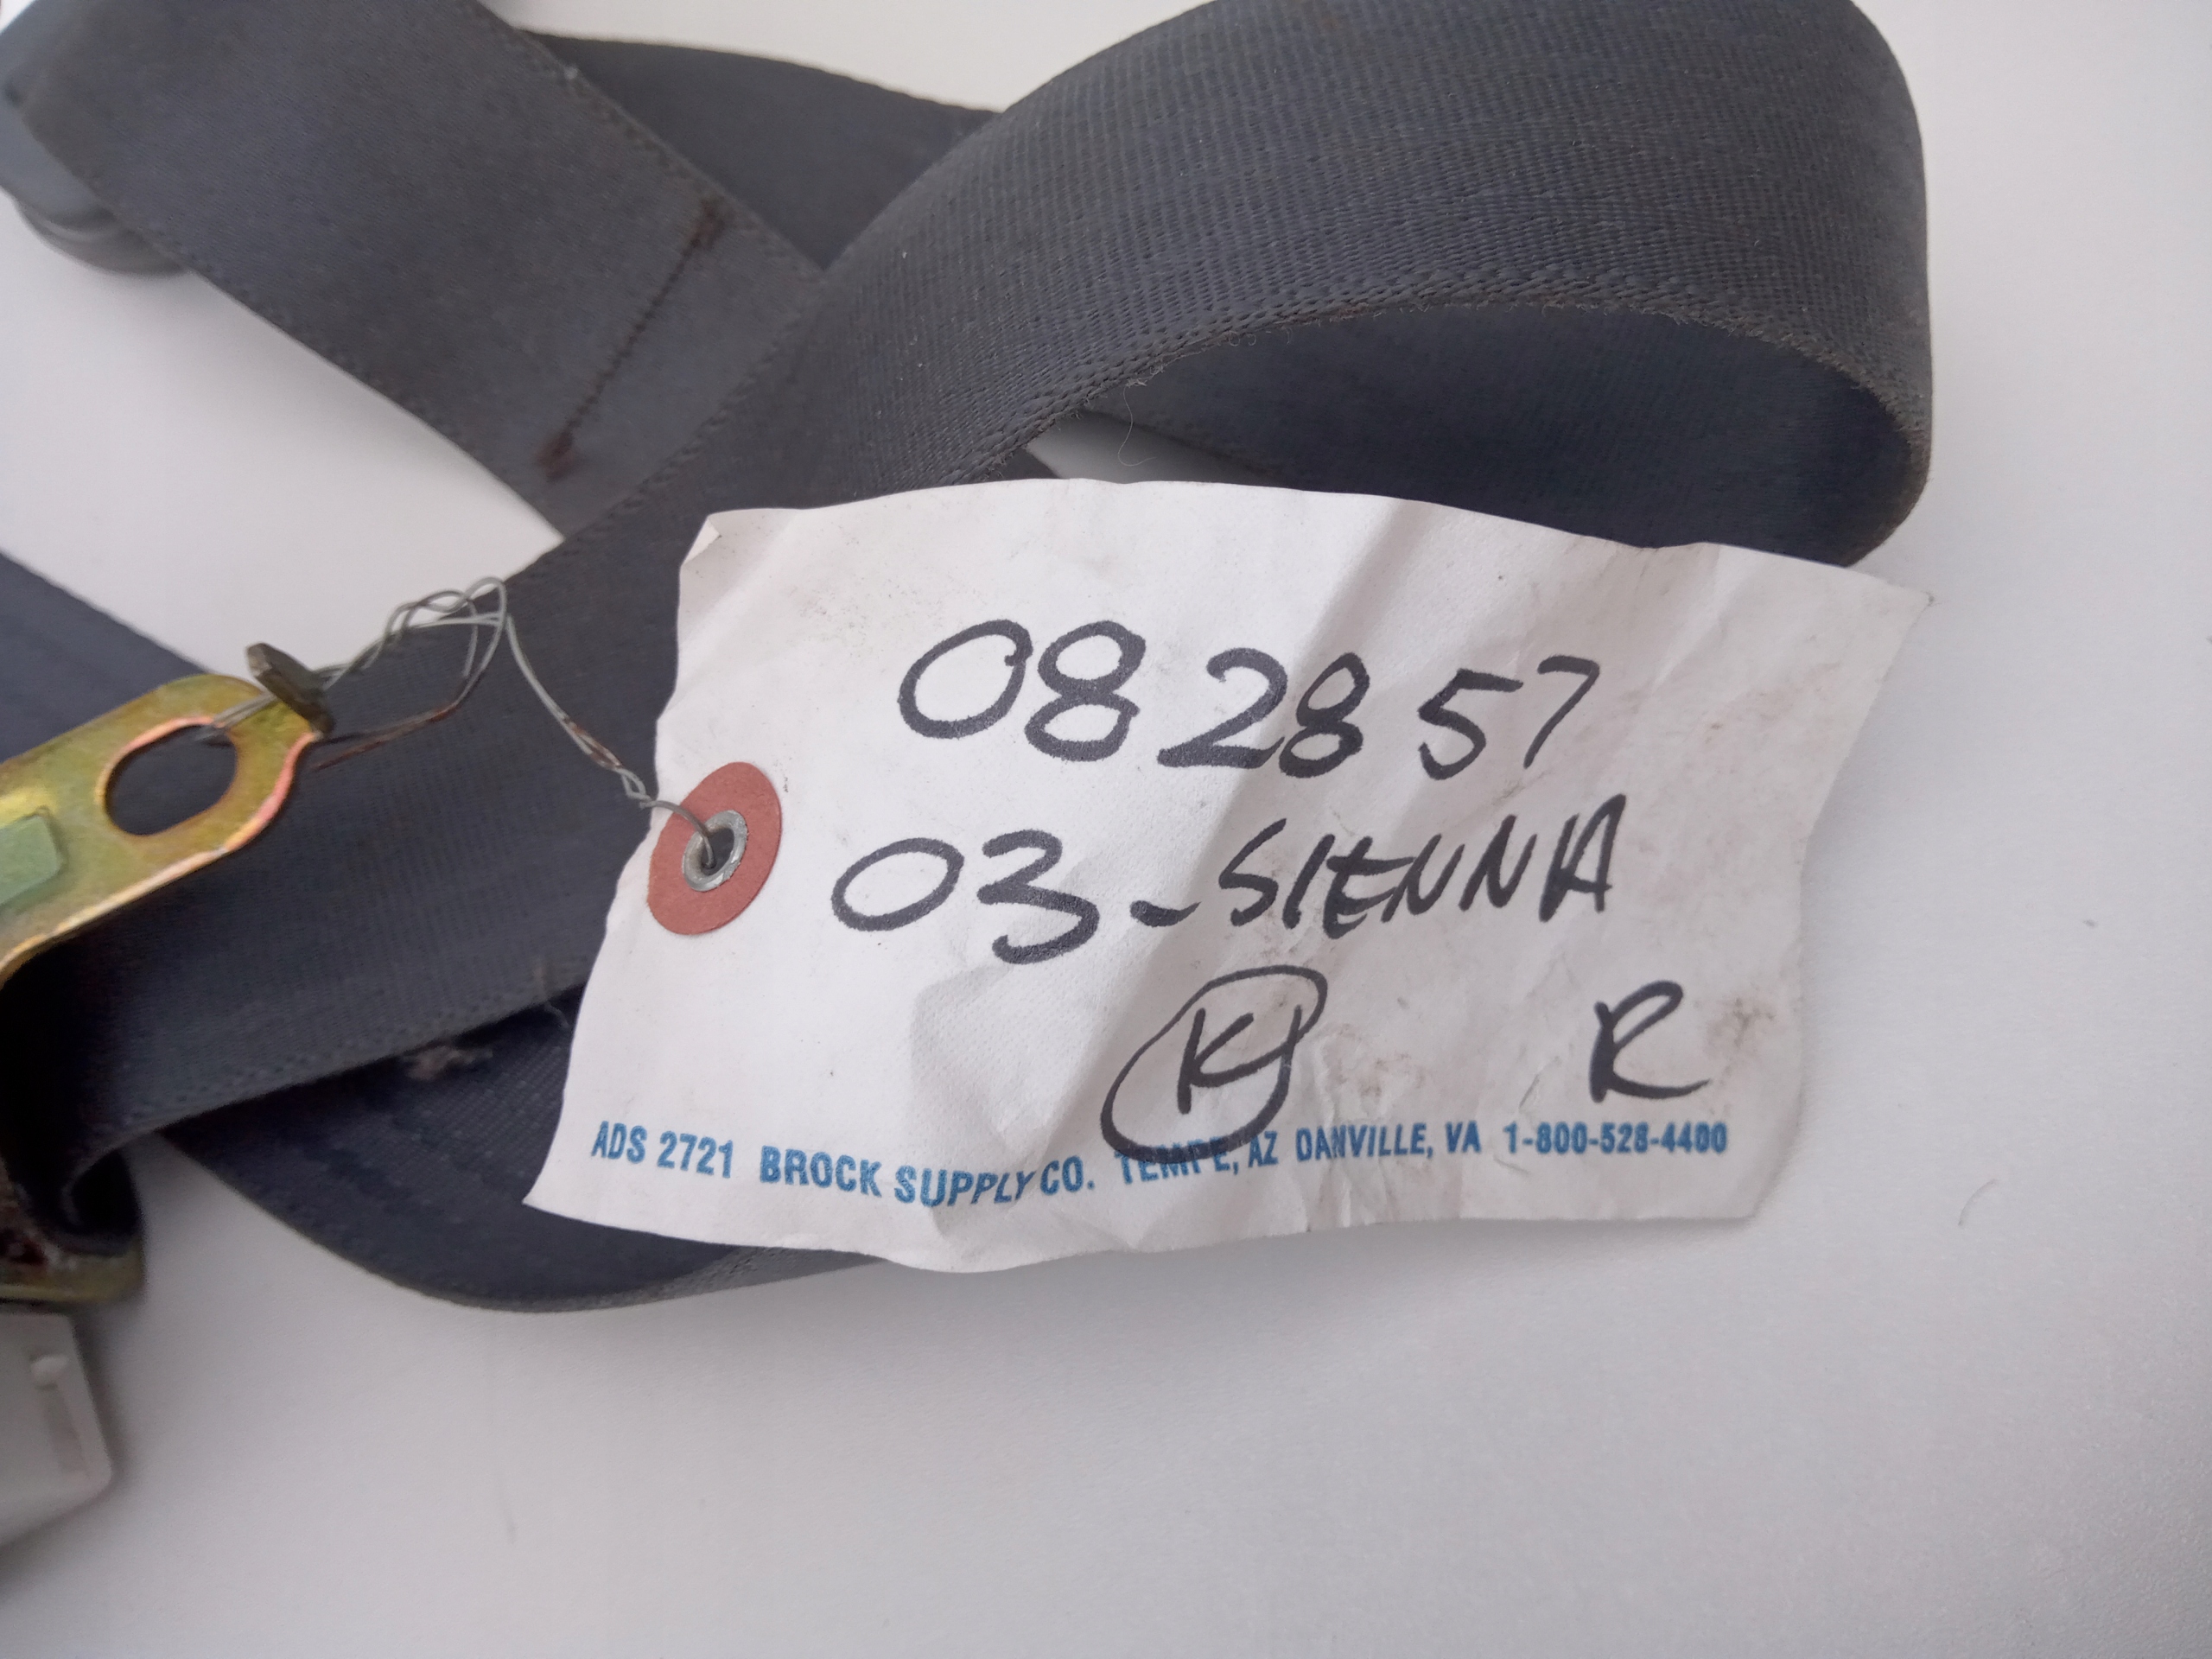 082857
03-SIENNA
K R
ADS 2721 BROCK SUPPLY CO. TEMPE, AZ DANVILLE, VA 1-800-528-4400